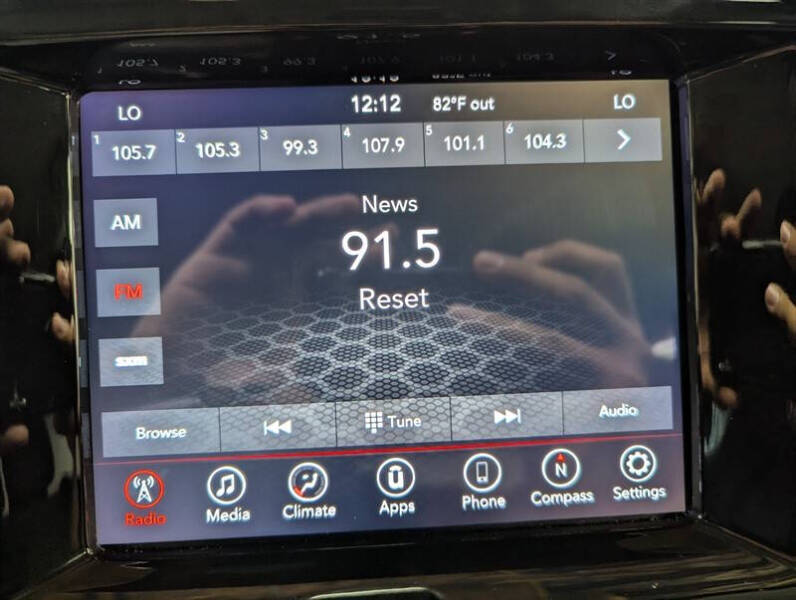 LO 12:12 82°F out LO
1 105.7 2 105.3 3 99.3 4 107.9 5 101.1 6 104.3 >
News
AM
91.5
FM
Reset
SXM
Browse Tune Audio
Radio Media Climate Apps Phone N Compass Settings